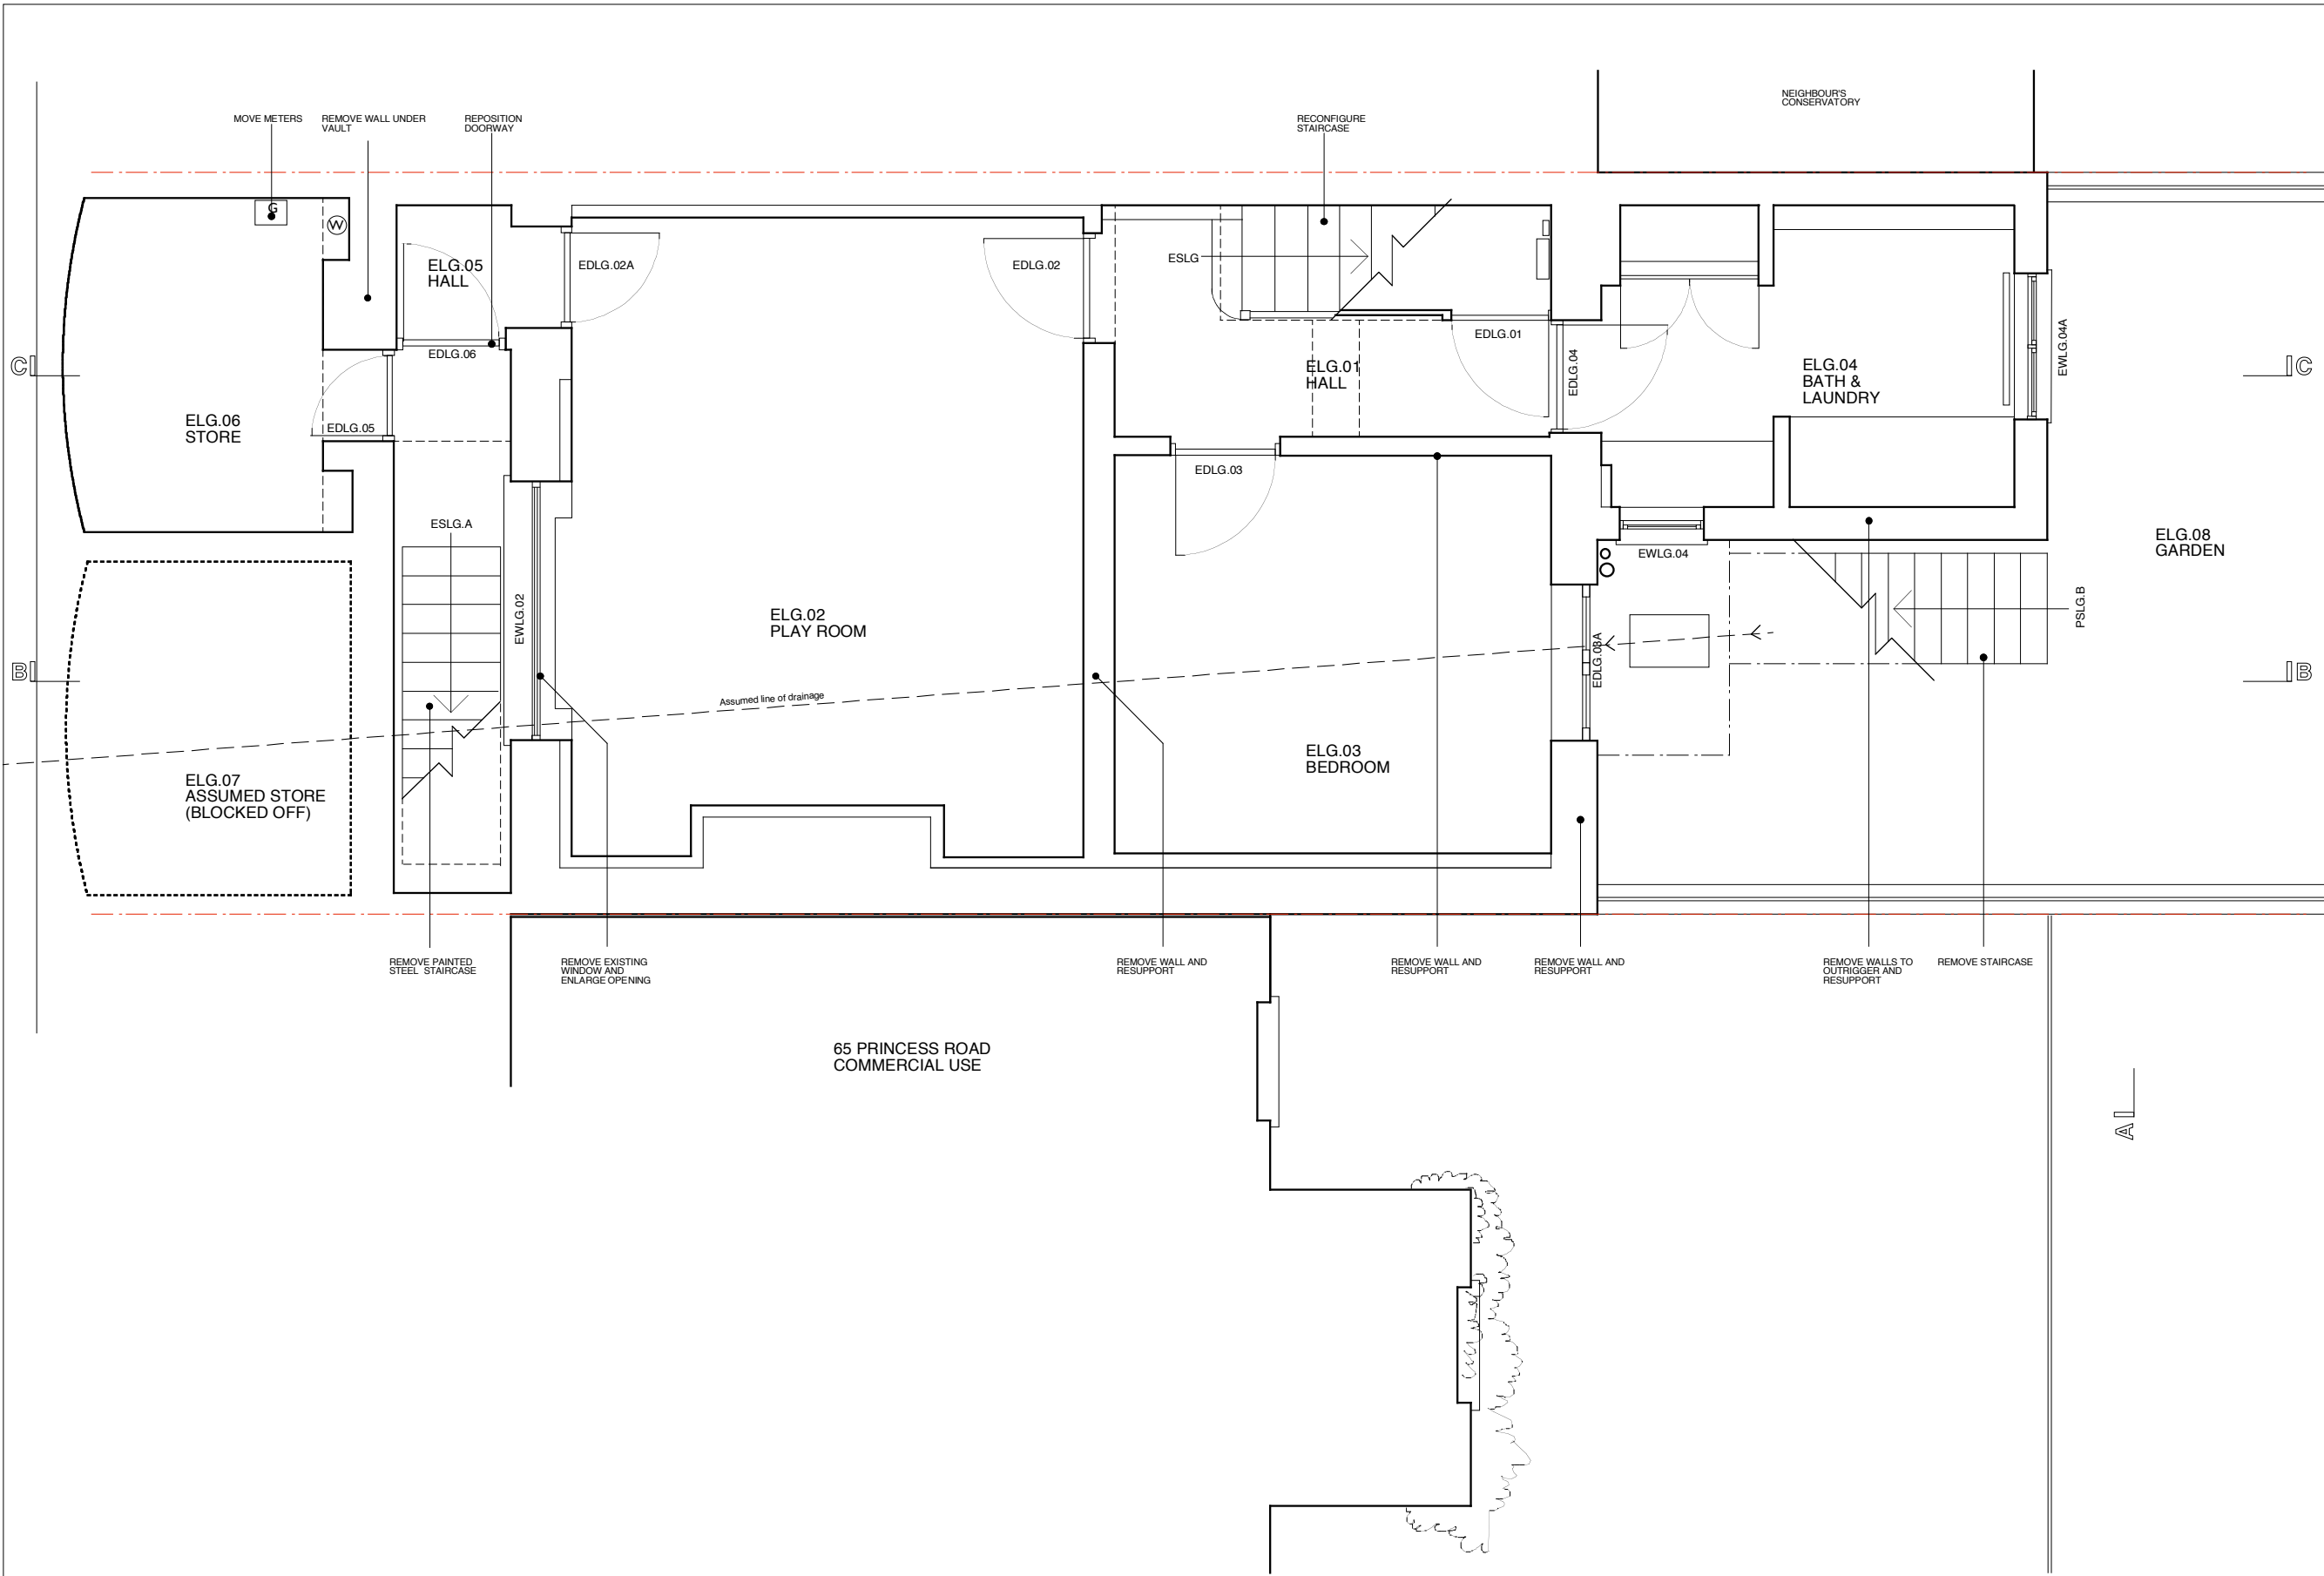 NEIGHBOUR'S
CONSERVATORY
MOVE METERS
REMOVE WALL UNDER
VAULT
REPOSITION
DOORWAY
RECONFIGURE
STAIRCASE
G
W
ELG.05
HALL
EDLG.02A
EDLG.02
ESLG
EDLG.01
EDLG.04
EDLG.06
ELG.01
HALL
ELG.04
BATH &
LAUNDRY
EWLG.04A
C
C
ELG.06
STORE
EDLG.05
EDLG.03
ESLG.A
EWLG.04
ELG.08
GARDEN
EWLG.02
ELG.02
PLAY ROOM
EDLG.03A
PSLG.B
B
B
Assumed line of drainage
ELG.03
BEDROOM
ELG.07
ASSUMED STORE
(BLOCKED OFF)
REMOVE PAINTED
STEEL STAIRCASE
REMOVE EXISTING
WINDOW AND
ENLARGE OPENING
REMOVE WALL AND
RESUPPORT
REMOVE WALL AND
RESUPPORT
REMOVE WALL AND
RESUPPORT
REMOVE WALLS TO
OUTRIGGER AND
RESUPPORT
REMOVE STAIRCASE
65 PRINCESS ROAD
COMMERCIAL USE
A